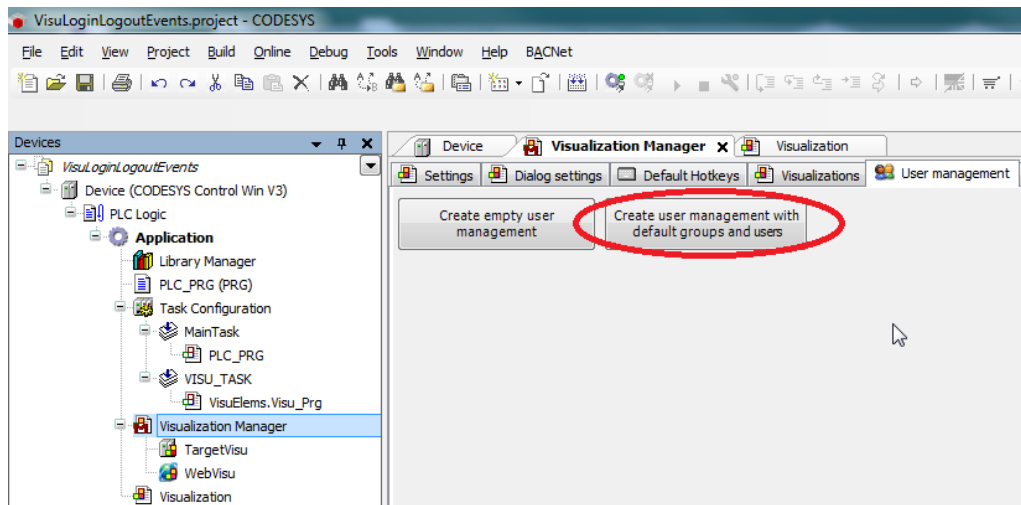 VisuLoginLogoutEvents.project - CODESYS
File Edit View Project Build Online Debug Tools Window Help BACNet
Devices
Device Visualization Manager Visualization
VisuLoginLogoutEvents
Settings Dialog settings Default Hotkeys Visualizations User management
Device (CODESYS Control Win V3)
PLC Logic
Create empty user
management
Create user management with
default groups and users
Application
Library Manager
PLC_PRG (PRG)
Task Configuration
MainTask
PLC_PRG
VISU_TASK
VisuElems.Visu_Prg
Visualization Manager
TargetVisu
WebVisu
Visualization